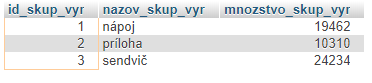 id_skup_vyr nazov_skup_vyr mnozstvo_skup_vyr
1 nápoj 19462
2 príloha 10310
3 sendvič 24234